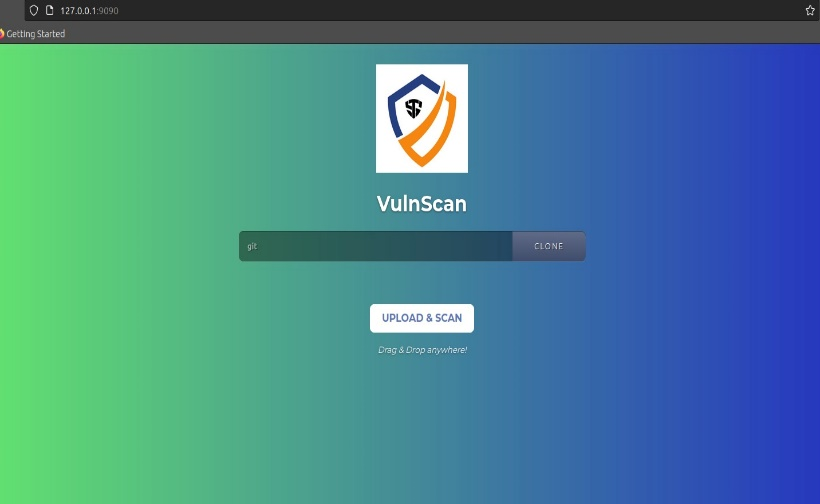 127.0.0.1:9090
Getting Started
VulnScan
git
CLONE
UPLOAD & SCAN
Drag & Drop anywhere!